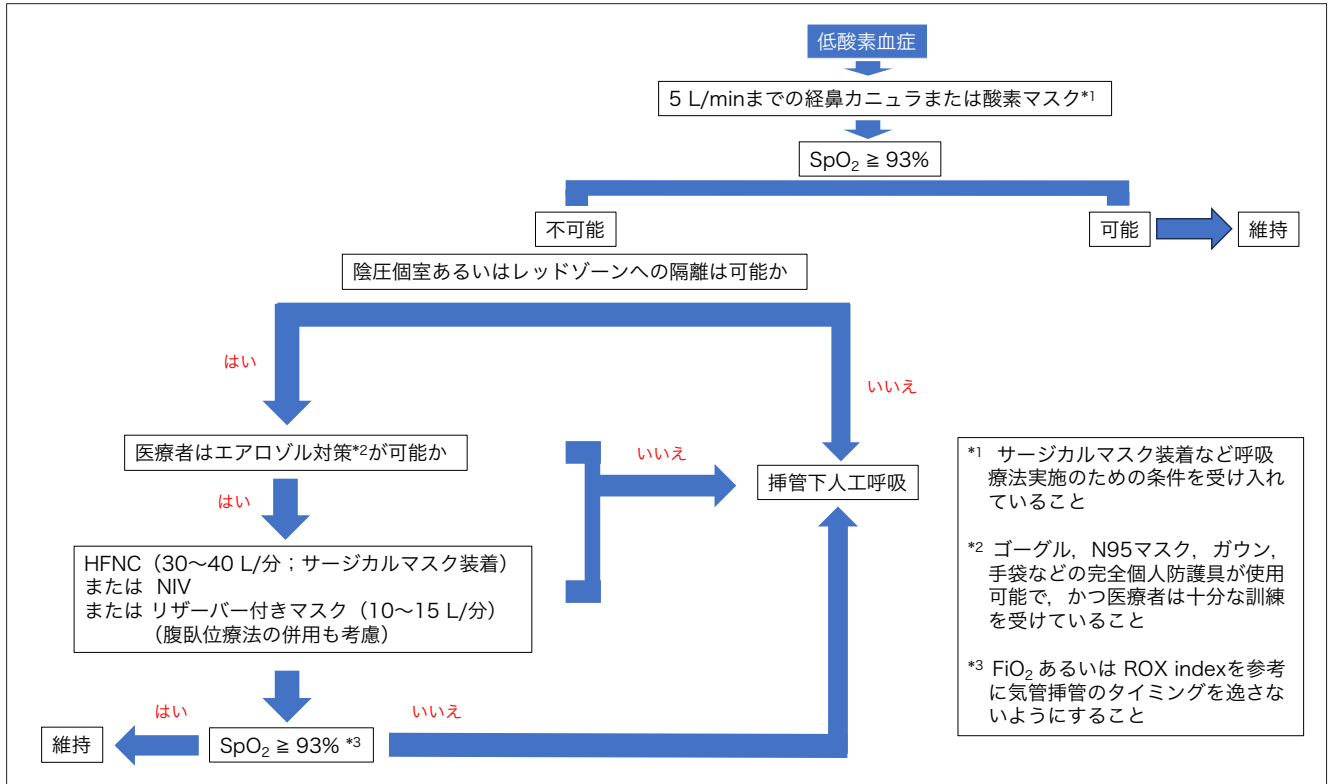 低酸素血症
5 L/minまでの経鼻カニュラまたは酸素マスク*1
SpO2 ≧ 93%
不可能
可能
維持
陰圧個室あるいはレッドゾーンへの隔離は可能か
はい
いいえ
医療者はエアロゾル対策*2が可能か
いいえ
挿管下人工呼吸
はい
HFNC（30〜40 L/分；サージカルマスク装着）
または NIV
または リザーバー付きマスク（10〜15 L/分）
（腹臥位療法の併用も考慮）
はい
いいえ
維持
SpO2 ≧ 93% *3
*1 サージカルマスク装着など呼吸
療法実施のための条件を受け入れ
ていること
*2 ゴーグル，N95マスク，ガウン，
手袋などの完全個人防護具が使用
可能で，かつ医療者は十分な訓練
を受けていること
*3 FiO2 あるいは ROX indexを参考
に気管挿管のタイミングを逸さな
いようにすること